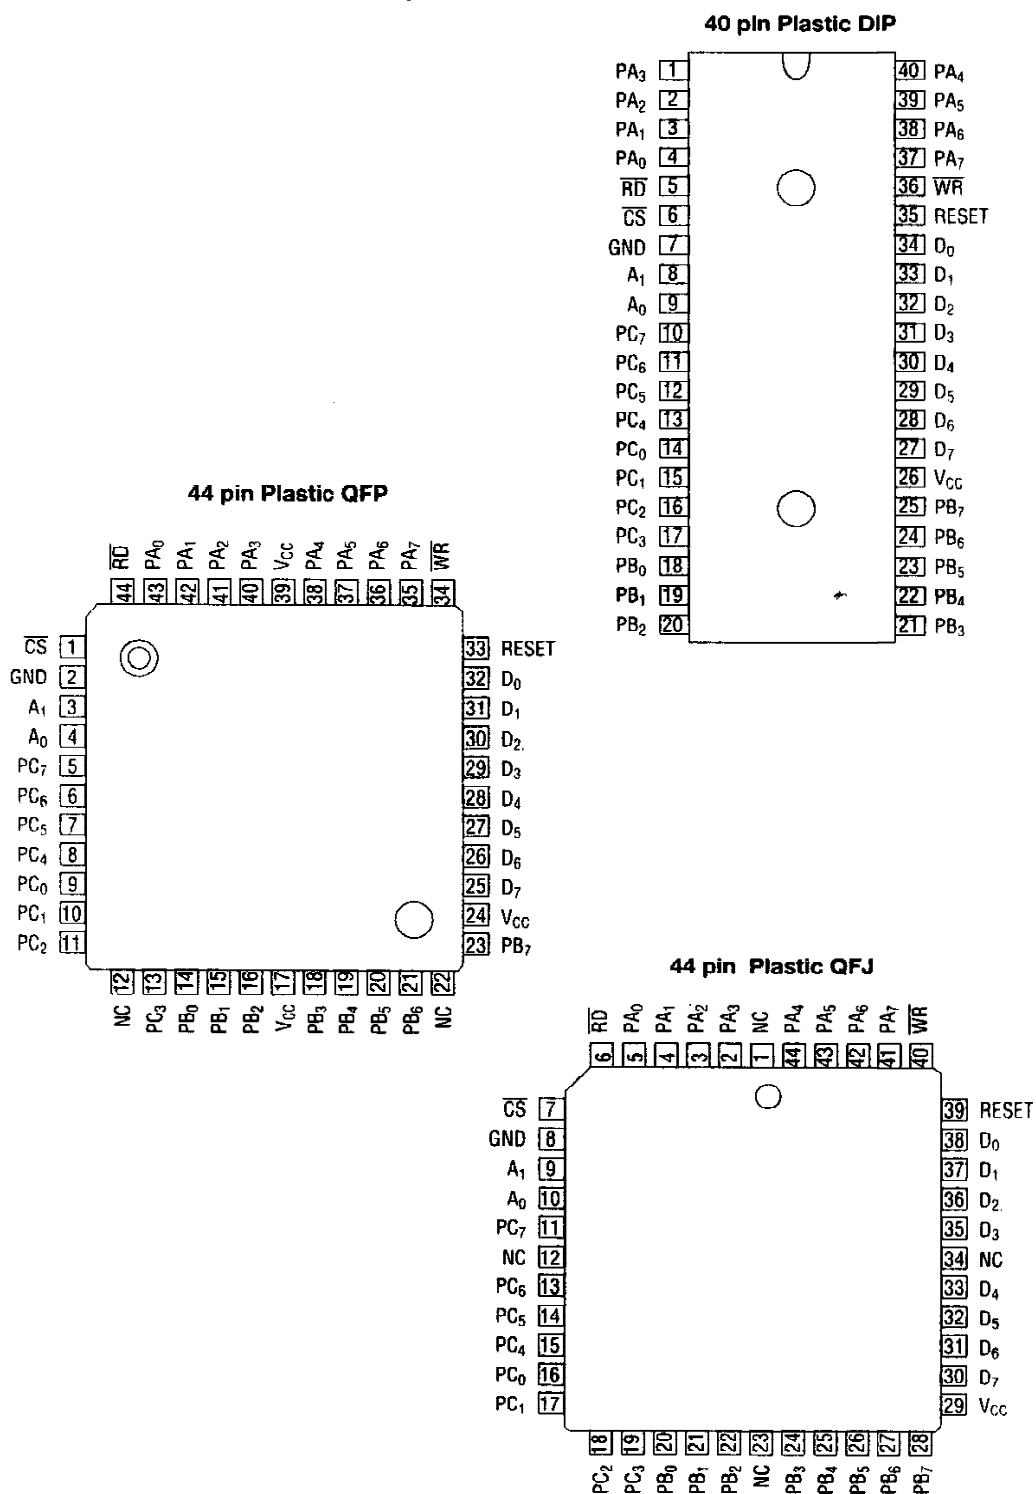 40 pin Plastic DIP
PA3 1 40 PA4
PA2 2 39 PA5
PA1 3 38 PA6
PA0 4 37 PA7
R̅D̅ 5 36 W̅R̅
C̅S̅ 6 35 RESET
GND 7 34 D0
A1 8 33 D1
A0 9 32 D2
PC7 10 31 D3
PC6 11 30 D4
PC5 12 29 D5
PC4 13 28 D6
PC0 14 27 D7
PC1 15 26 VCC
PC2 16 25 PB7
PC3 17 24 PB6
PB0 18 23 PB5
PB1 19 22 PB4
PB2 20 21 PB3
44 pin Plastic QFP
R̅D̅ PA0 PA1 PA2 PA3 VCC PA4 PA5 PA6 PA7 W̅R̅
44 43 42 41 40 39 38 37 36 35 34
C̅S̅ 1 33 RESET
GND 2 32 D0
A1 3 31 D1
A0 4 30 D2
PC7 5 29 D3
PC6 6 28 D4
PC5 7 27 D5
PC4 8 26 D6
PC0 9 25 D7
PC1 10 24 VCC
PC2 11 23 PB7
12 13 14 15 16 17 18 19 20 21 22
NC PC3 PB0 PB1 PB2 VCC PB3 PB4 PB5 PB6 NC
44 pin Plastic QFJ
R̅D̅ PA0 PA1 PA2 PA3 NC PA4 PA5 PA6 PA7 W̅R̅
6 5 4 3 2 1 44 43 42 41 40
C̅S̅ 7 39 RESET
GND 8 38 D0
A1 9 37 D1
A0 10 36 D2
PC7 11 35 D3
NC 12 34 NC
PC6 13 33 D4
PC5 14 32 D5
PC4 15 31 D6
PC0 16 30 D7
PC1 17 29 VCC
18 19 20 21 22 23 24 25 26 27 28
PC2 PC3 PB0 PB1 PB2 NC PB3 PB4 PB5 PB6 PB7